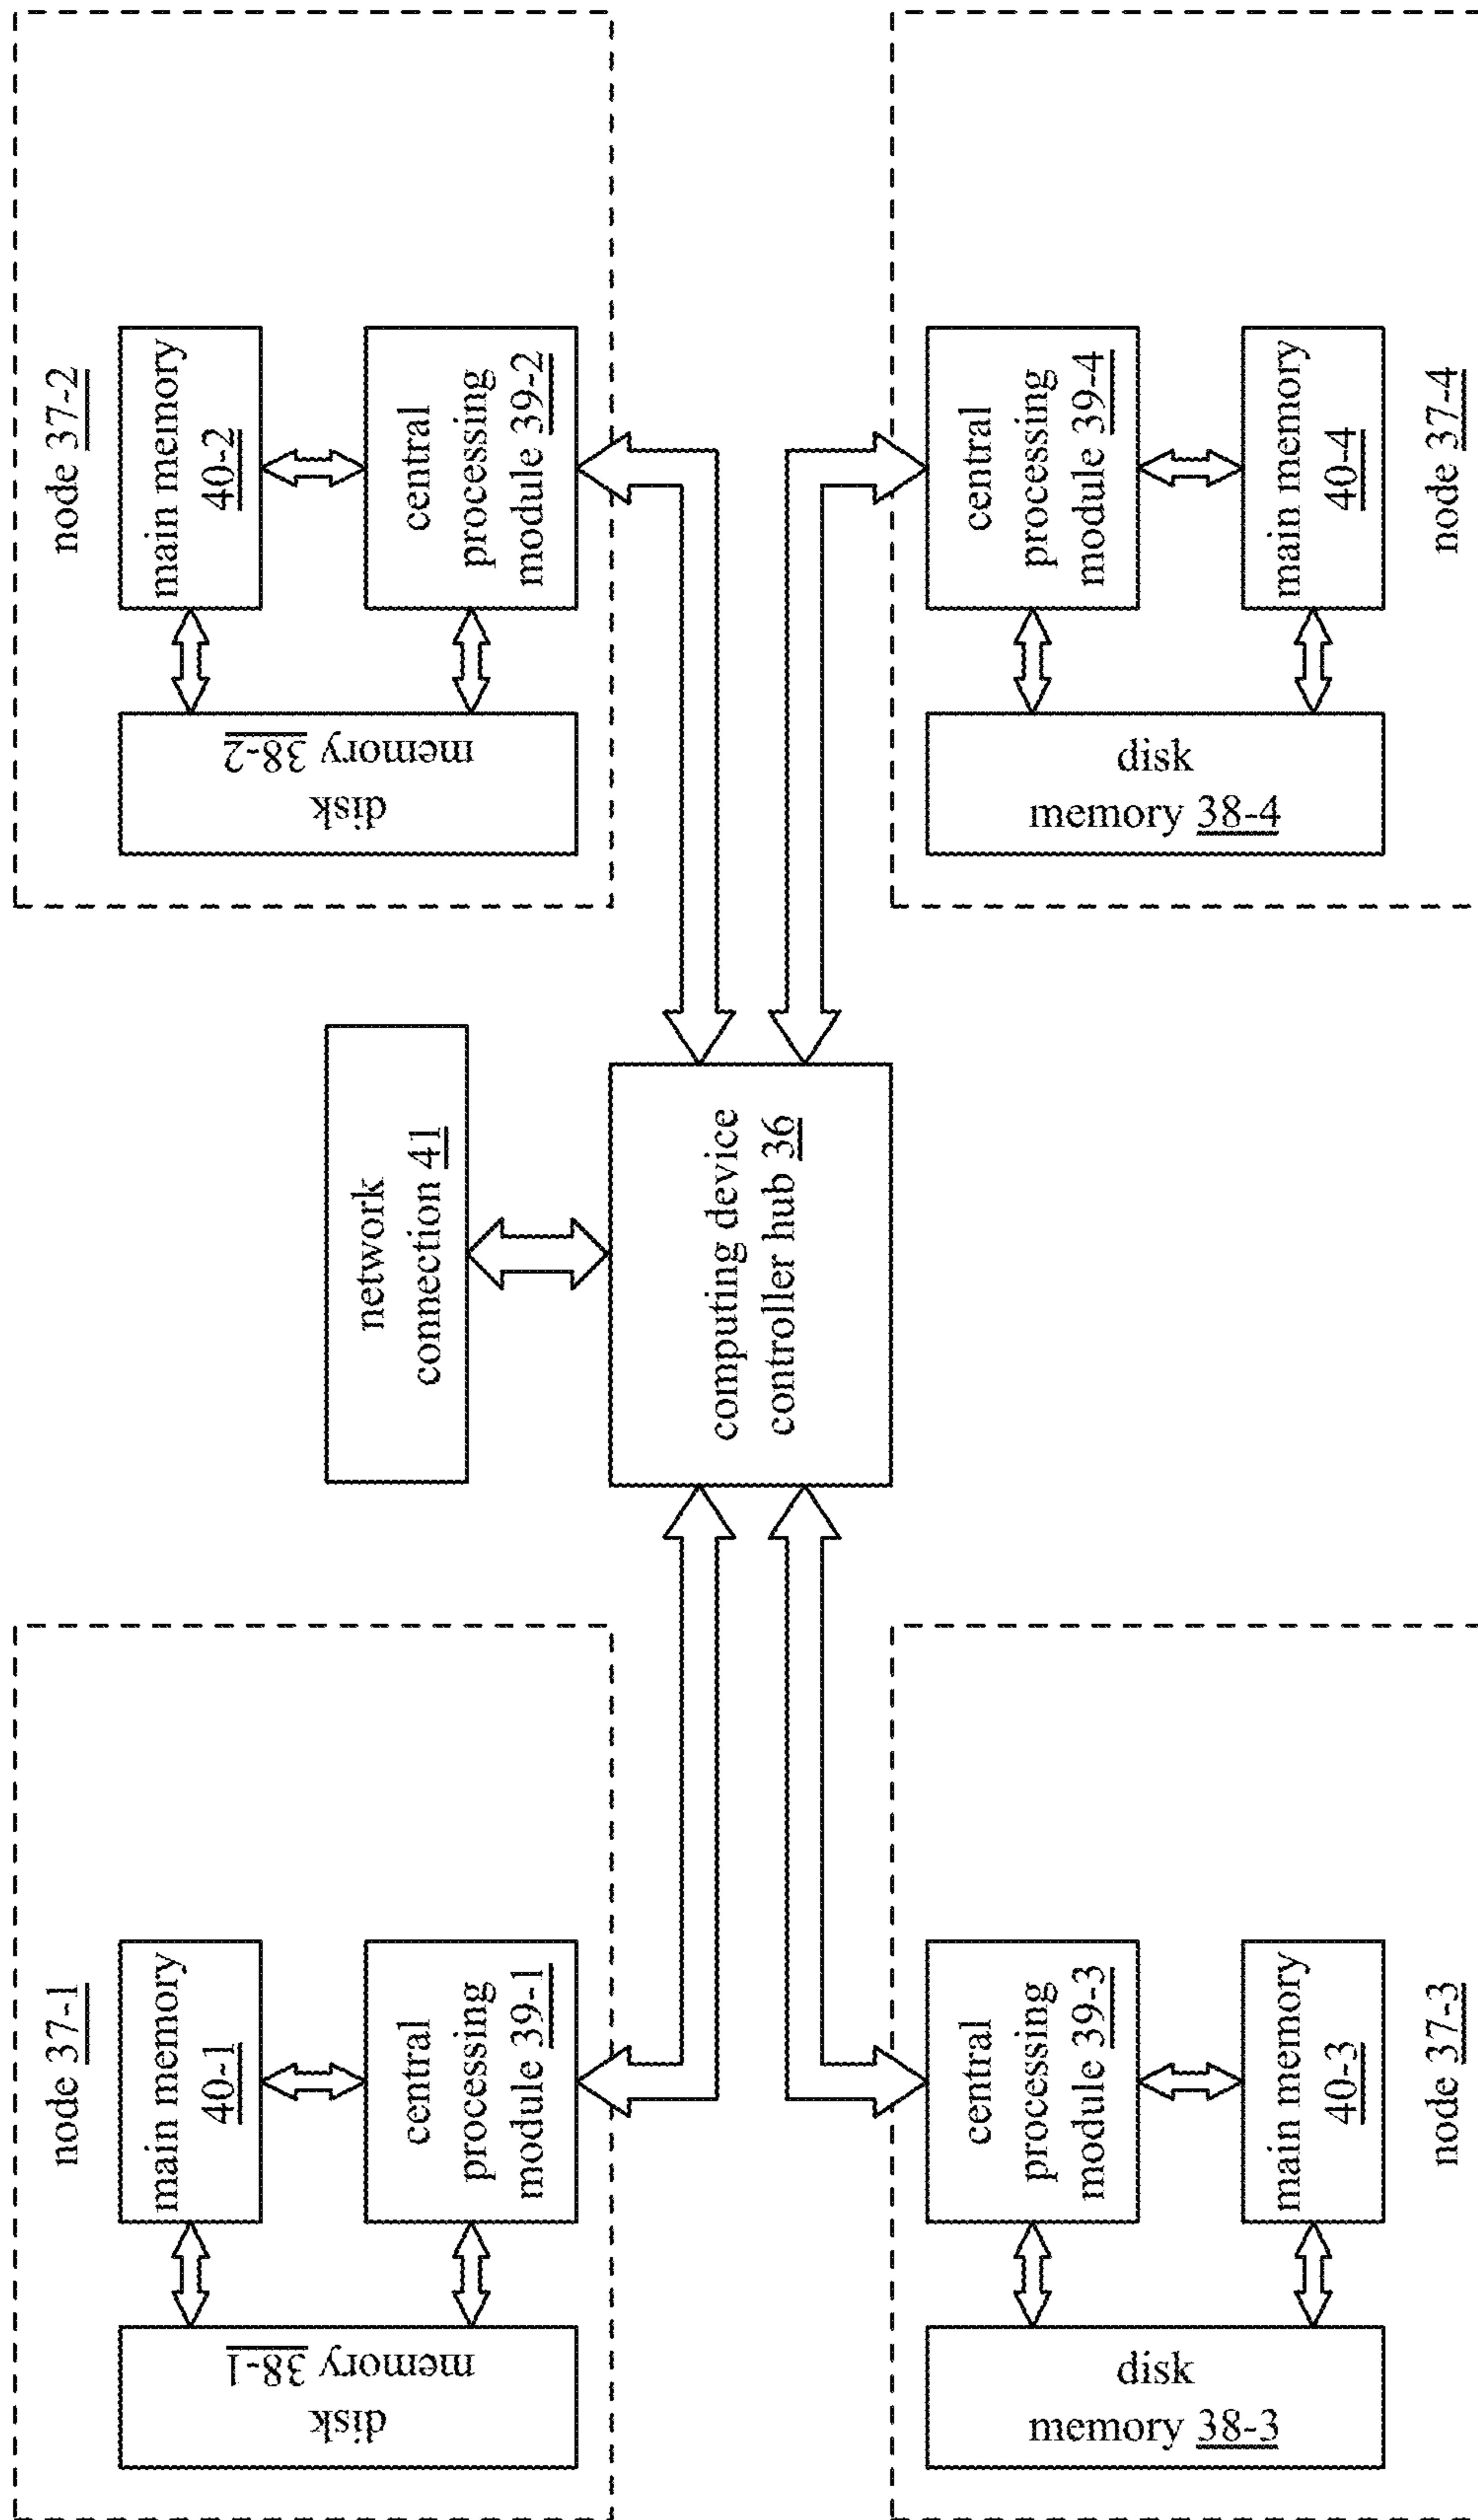 node 37-1
main memory
40-1
central
processing
module 39-1
disk
memory 38-1
node 37-2
main memory
40-2
central
processing
module 39-2
disk
memory 38-2
network
connection 41
computing device
controller hub 36
central
processing
module 39-3
main memory
40-3
disk
memory 38-3
node 37-3
central
processing
module 39-4
main memory
40-4
disk
memory 38-4
node 37-4